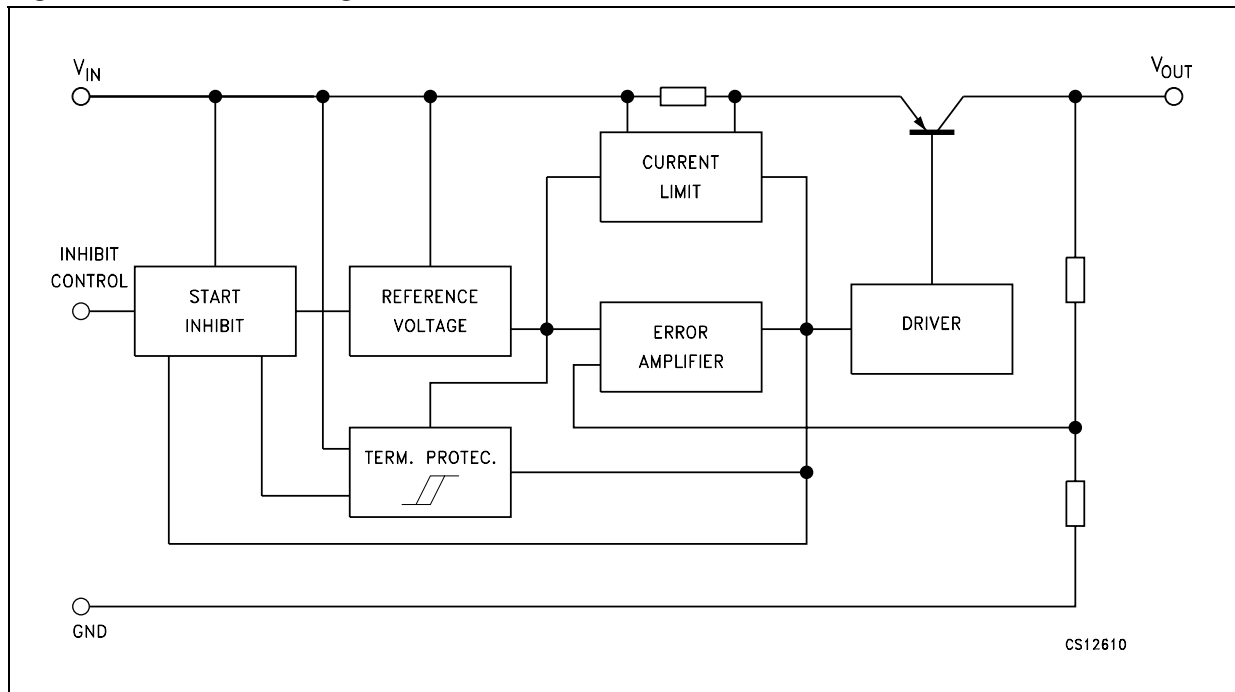 V_IN
V_OUT
CURRENT
LIMIT
INHIBIT
CONTROL
START
INHIBIT
REFERENCE
VOLTAGE
ERROR
AMPLIFIER
DRIVER
TERM. PROTEC.
GND
CS12610